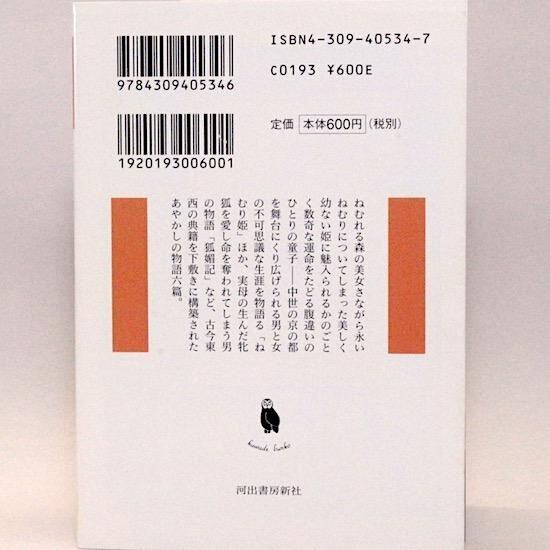 ISBN4-309-40534-7
C0193 ¥600E
9784309405346
定価 本体600円(税別)
1920193006001
ねむれる森の美女さながら永い
ねむりについてしまった美しく
幼ない姫に魅入られるかのごと
く数奇な運命をたどる腹違いの
ひとりの童子――中世の京の都
を舞台にくり広げられる男と女
の不可思議な生涯を物語る「ね
むり姫」ほか、実母の生んだ牝
狐を愛し命を奪われてしまう男
の物語「狐媚記」など、古今東
西の典籍を下敷きに構築された
あやかしの物語六篇。
kawade bunko
河出書房新社